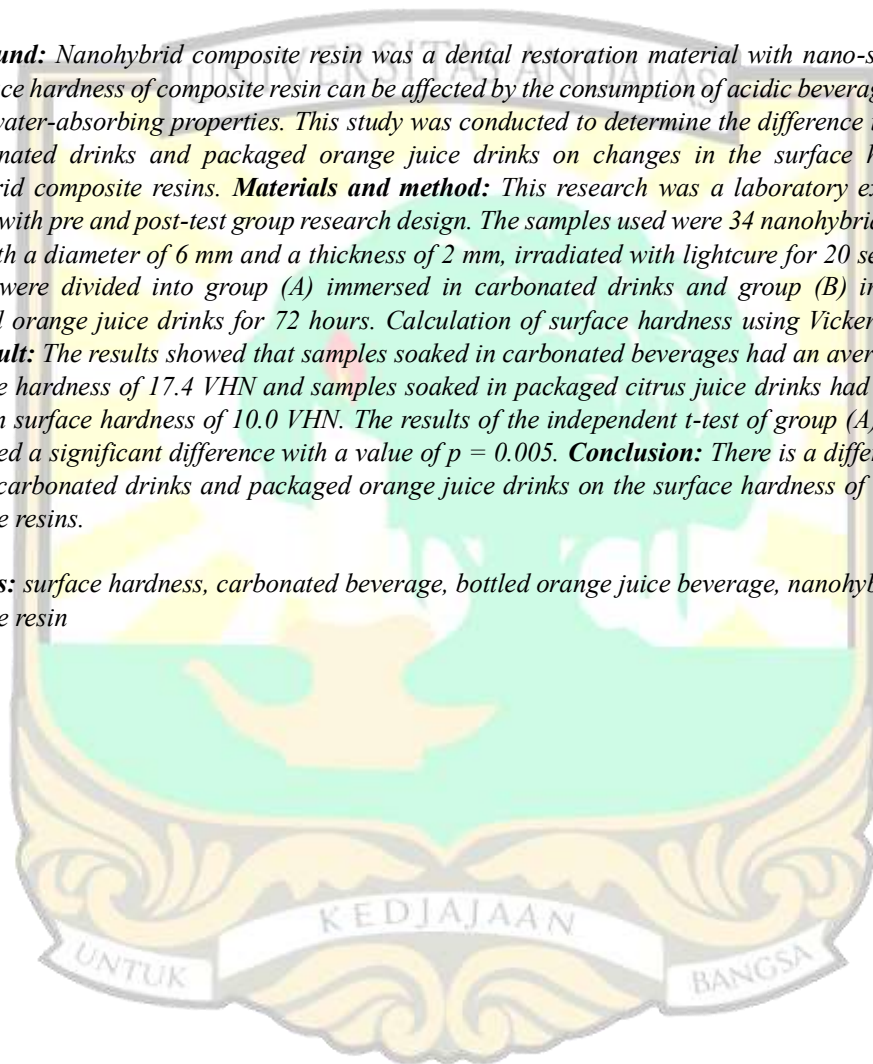 und: Nanohybrid composite resin was a dental restoration material with nano-s
ce hardness of composite resin can be affected by the consumption of acidic beverag
vater-absorbing properties. This study was conducted to determine the difference i
nated drinks and packaged orange juice drinks on changes in the surface h
rid composite resins. Materials and method: This research was a laboratory ex
with pre and post-test group research design. The samples used were 34 nanohybrid
th a diameter of 6 mm and a thickness of 2 mm, irradiated with lightcure for 20 se
were divided into group (A) immersed in carbonated drinks and group (B) in
l orange juice drinks for 72 hours. Calculation of surface hardness using Vicker
sult: The results showed that samples soaked in carbonated beverages had an aver
e hardness of 17.4 VHN and samples soaked in packaged citrus juice drinks had
n surface hardness of 10.0 VHN. The results of the independent t-test of group (A)
ed a significant difference with a value of p = 0.005. Conclusion: There is a differ
carbonated drinks and packaged orange juice drinks on the surface hardness of
e resins.
s: surface hardness, carbonated beverage, bottled orange juice beverage, nanohyb
e resin
UNIVERSITAS ANDALAS
KEDJAJAAN
UNTUK BANGSA